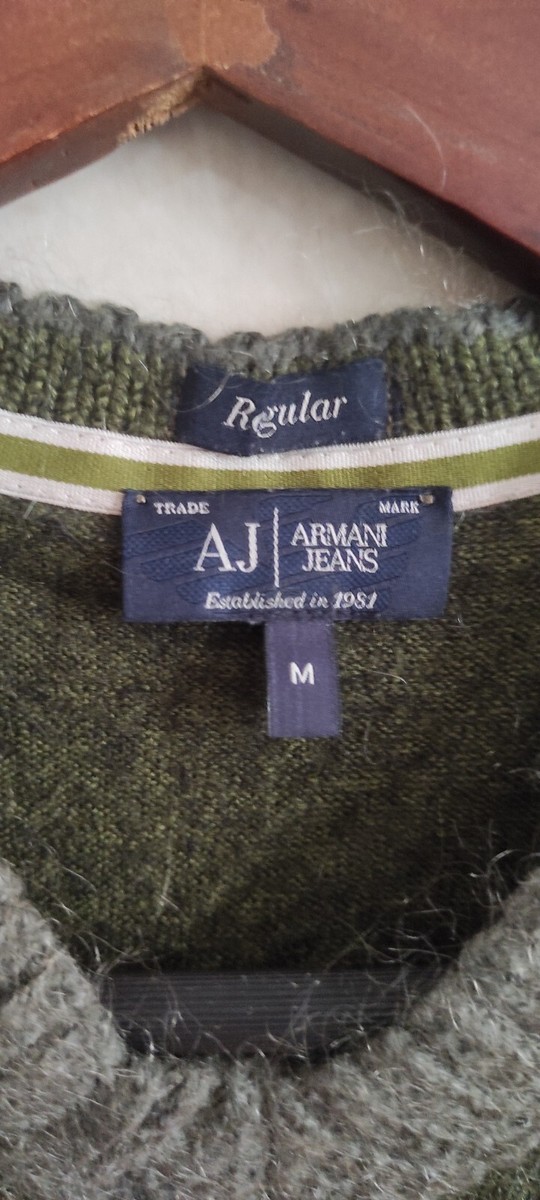 Regular
TRADE MARK
AJ ARMANI
JEANS
Established in 1981
M